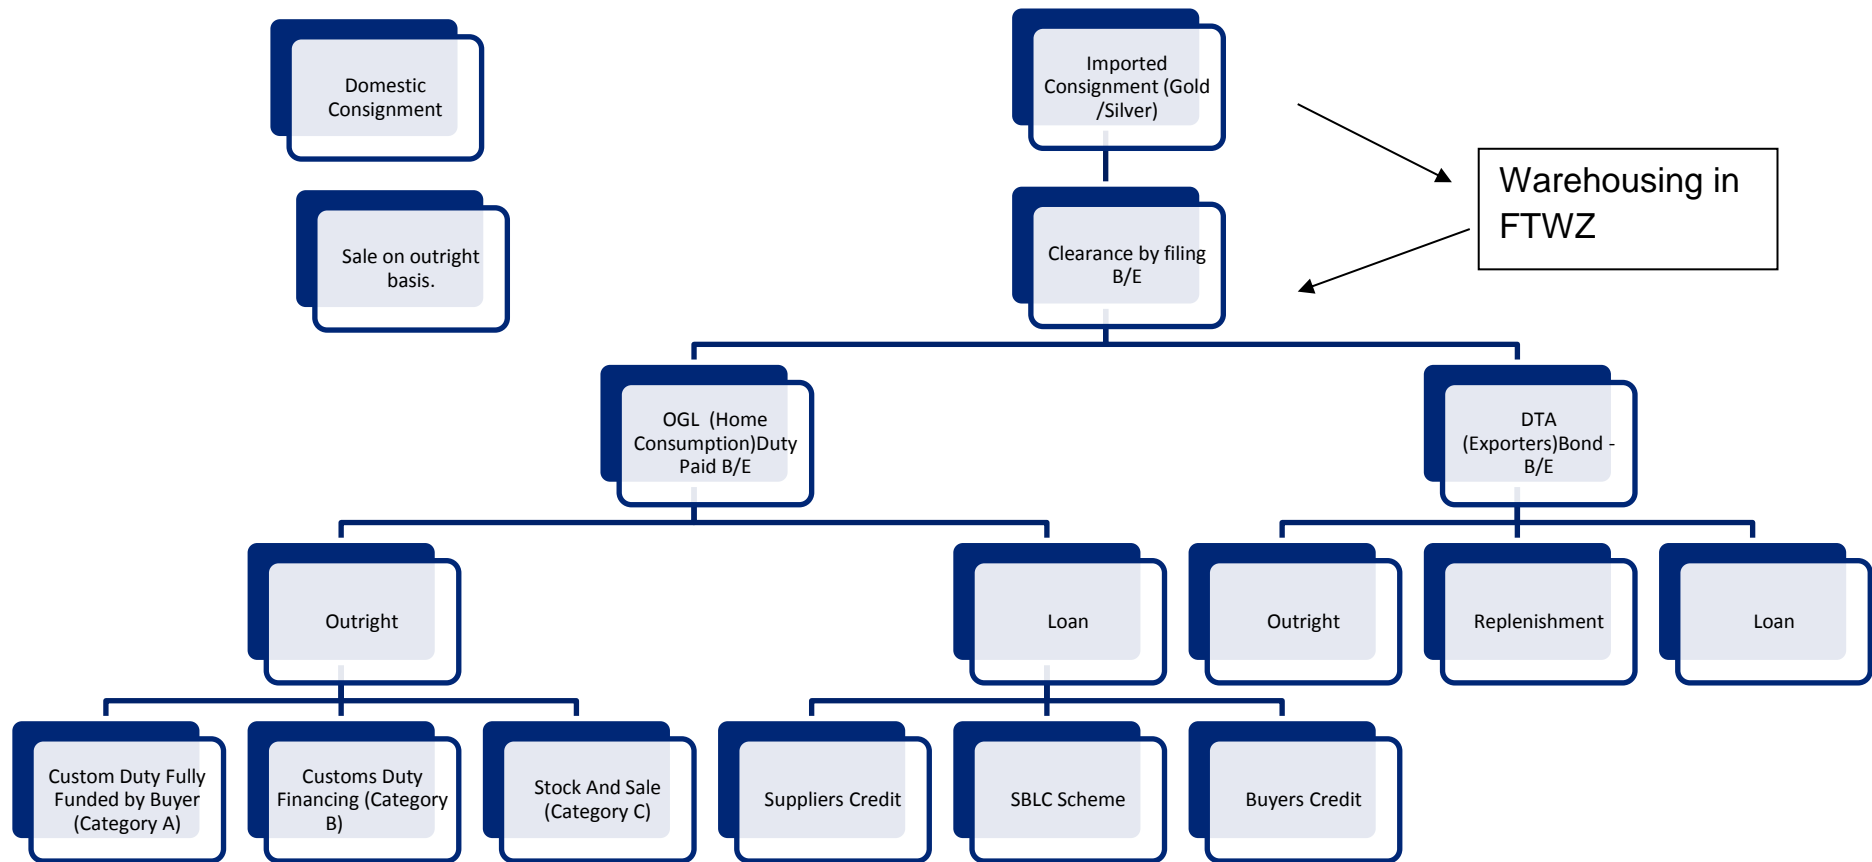 Domestic
Consignment
Imported
Consignment (Gold
/Silver)
Warehousing in
FTWZ
Sale on outright
basis.
Clearance by filing
B/E
OGL  (Home
Consumption)Duty
Paid B/E
DTA
(Exporters)Bond -
B/E
Outright
Loan
Outright
Replenishment
Loan
Custom Duty Fully
Funded by Buyer
(Category A)
Customs Duty
Financing (Category
B)
Stock And Sale
(Category C)
Suppliers Credit
SBLC Scheme
Buyers Credit